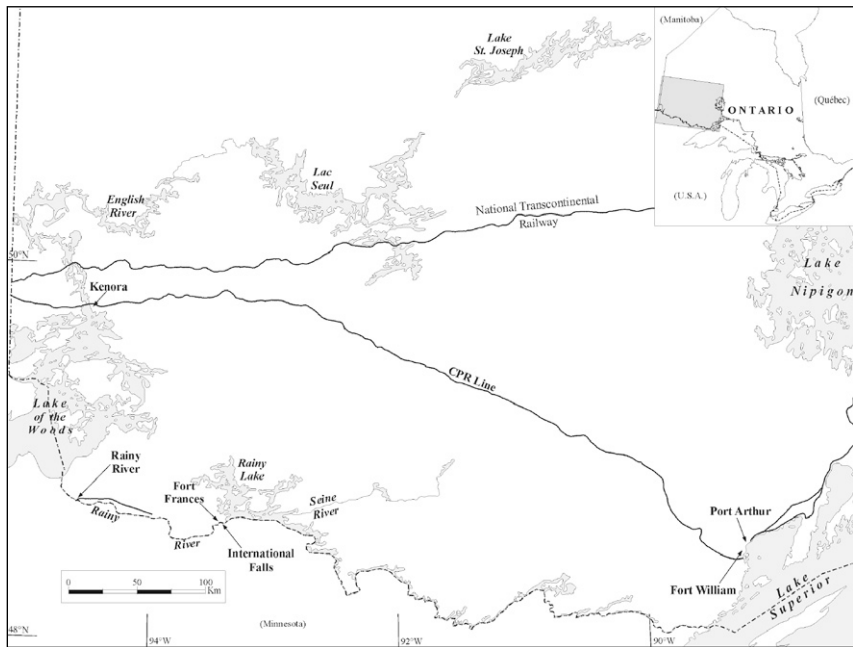 Lake
St. Joseph
(Manitoba)
ONTARIO
(Québec)
(U.S.A.)
English
River
Lac
Seul
National Transcontinental
Railway
50°N
Kenora
Lake
Nipigon
CPR Line
Lake
of the
Woods
Rainy
River
Rainy
Lake
Fort
Frances
Seine
River
Rainy
River
International
Falls
Port Arthur
Fort William
Lake
Superior
0 25 50 75 100
Km
48°N
94°W
(Minnesota)
92°W
90°W